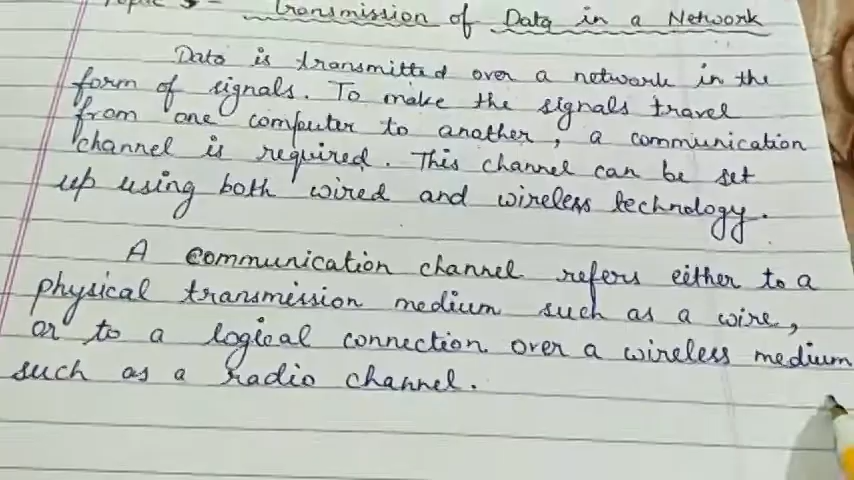 Topic 3- Transmission of Data in a Network
Data is transmitted over a network in the
form of signals. To make the signals travel
from one computer to another, a communication
channel is required. This channel can be set
up using both wired and wireless technology.
A communication channel refers either to a
physical transmission medium such as a wire,
or to a logical connection over a wireless medium
such as a radio channel.